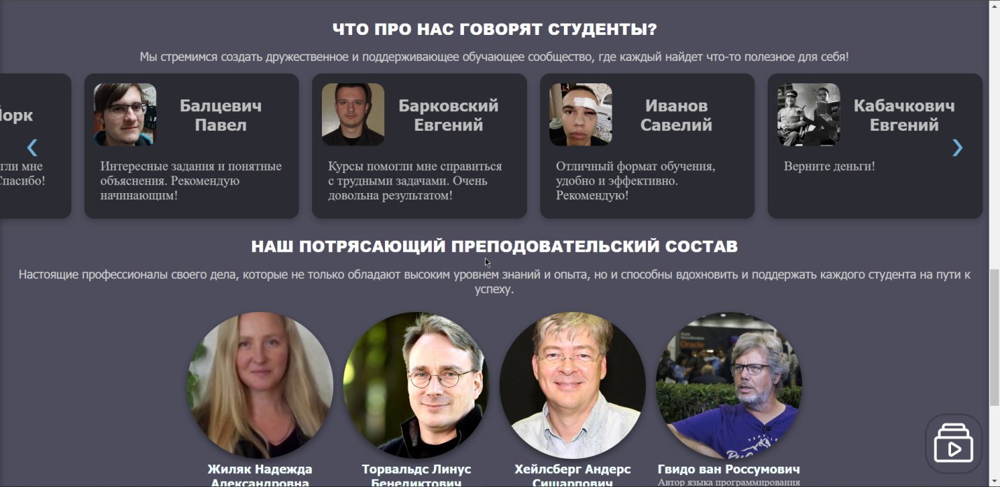 ЧТО ПРО НАС ГОВОРЯТ СТУДЕНТЫ?
Мы стремимся создать дружественное и поддерживающее обучающее сообщество, где каждый найдет что-то полезное для себя!
Йорк
гли мне
Спасибо!
Балцевич
Павел
Интересные задания и понятные
объяснения. Рекомендую
начинающим!
Барковский
Евгений
Курсы помогли мне справиться
с трудными задачами. Очень
довольна результатом!
Иванов
Савелий
Отличный формат обучения,
удобно и эффективно.
Рекомендую!
Кабачкович
Евгений
Верните деньги!
НАШ ПОТРЯСАЮЩИЙ ПРЕПОДОВАТЕЛЬСКИЙ СОСТАВ
Настоящие профессионалы своего дела, которые не только обладают высоким уровнем знаний и опыта, но и способны вдохновить и поддержать каждого студента на пути к
успеху.
Oracle
SEATTLE
Жиляк Надежда
Александровна
Торвальдс Линус
Бенедиктович
Хейлсберг Андерс
Сишарпович
Гвидо ван Россумович
Автор языка программирования